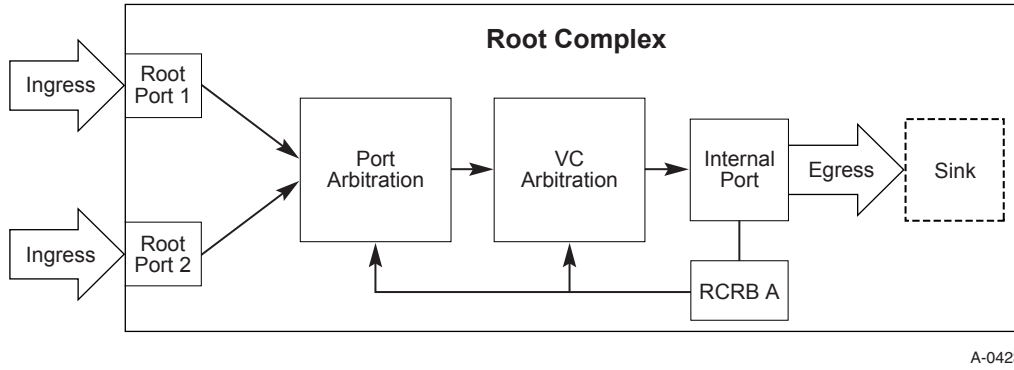 Root Complex
Ingress
Root
Port 1
Port
Arbitration
VC
Arbitration
Internal
Port
Egress
Sink
Ingress
Root
Port 2
RCRB A